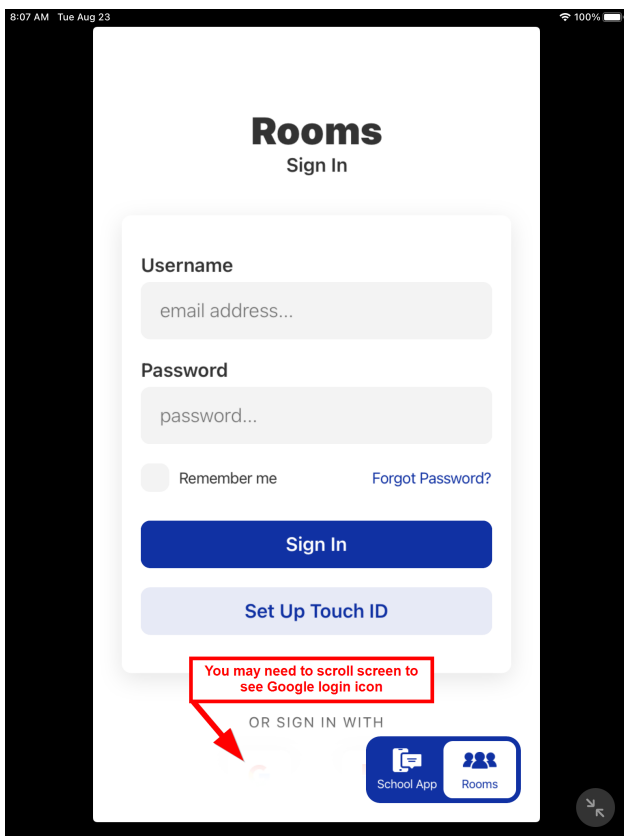 8:07 AM Tue Aug 23
100%
Rooms
Sign In
Username
email address...
Password
password...
Remember me
Forgot Password?
Sign In
Set Up Touch ID
You may need to scroll screen to
see Google login icon
OR SIGN IN WITH
School App
Rooms